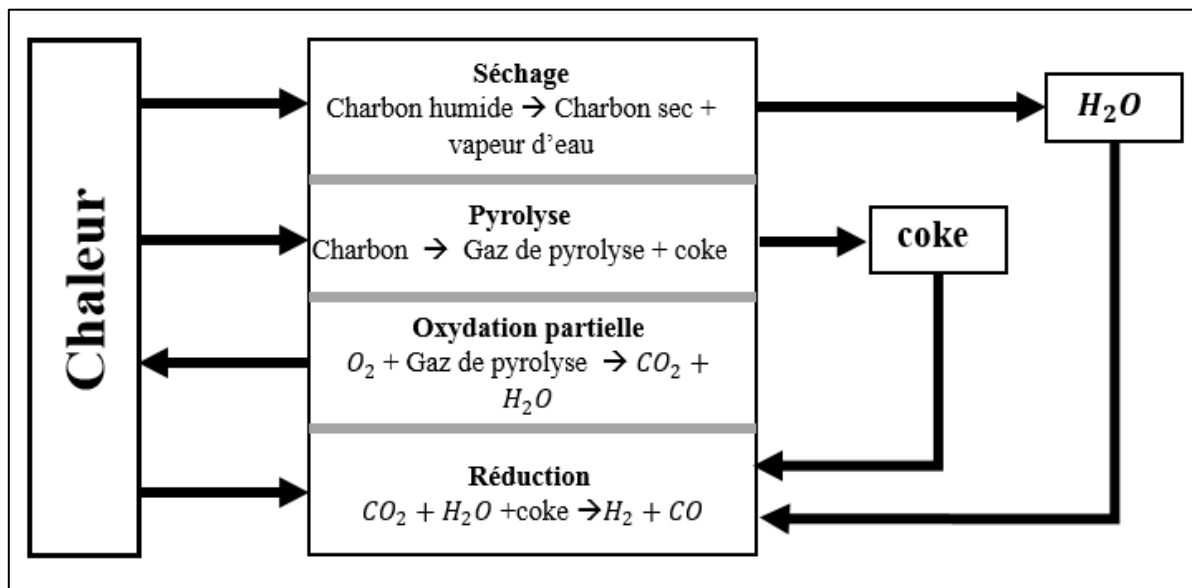 Chaleur
Séchage
Charbon humide → Charbon sec +
vapeur d'eau
H₂O
Pyrolyse
Charbon → Gaz de pyrolyse + coke
coke
Oxydation partielle
O₂ + Gaz de pyrolyse → CO₂ +
H₂O
Réduction
CO₂ + H₂O +coke →H₂ + CO